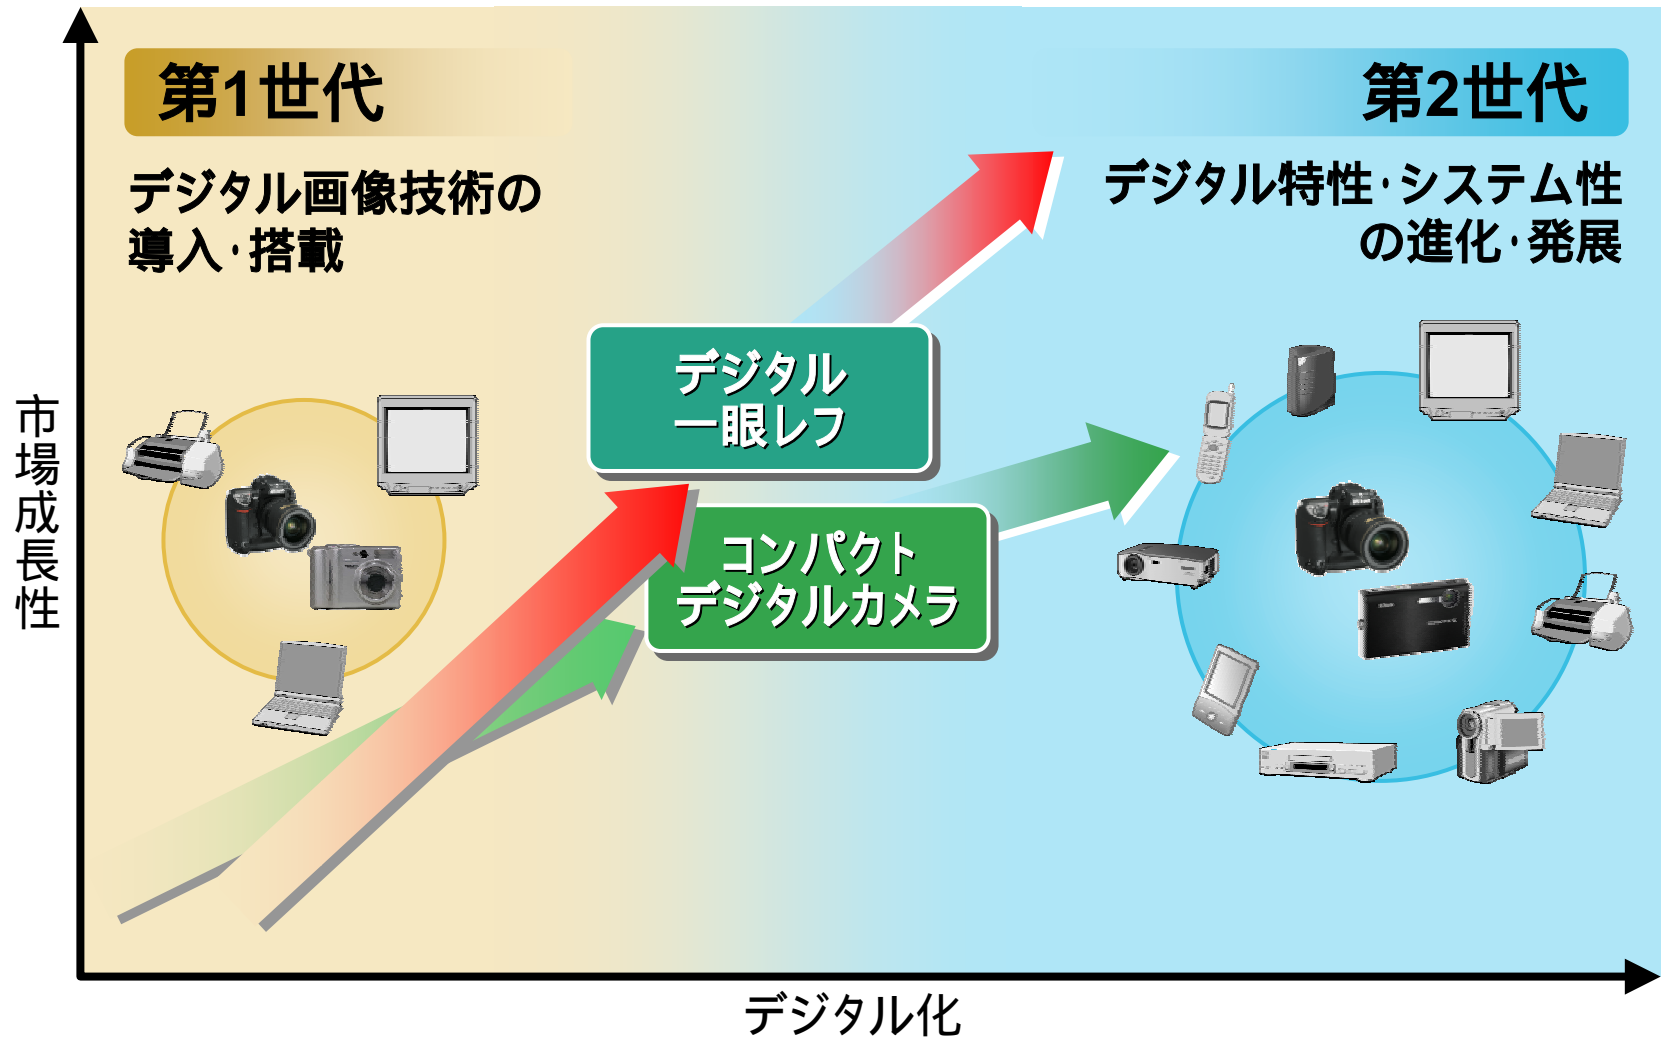 第1世代
デジタル画像技術の
導入・搭載
第2世代
デジタル特性・システム性
の進化・発展
デジタル
一眼レフ
コンパクト
デジタルカメラ
市場成長性
デジタル化